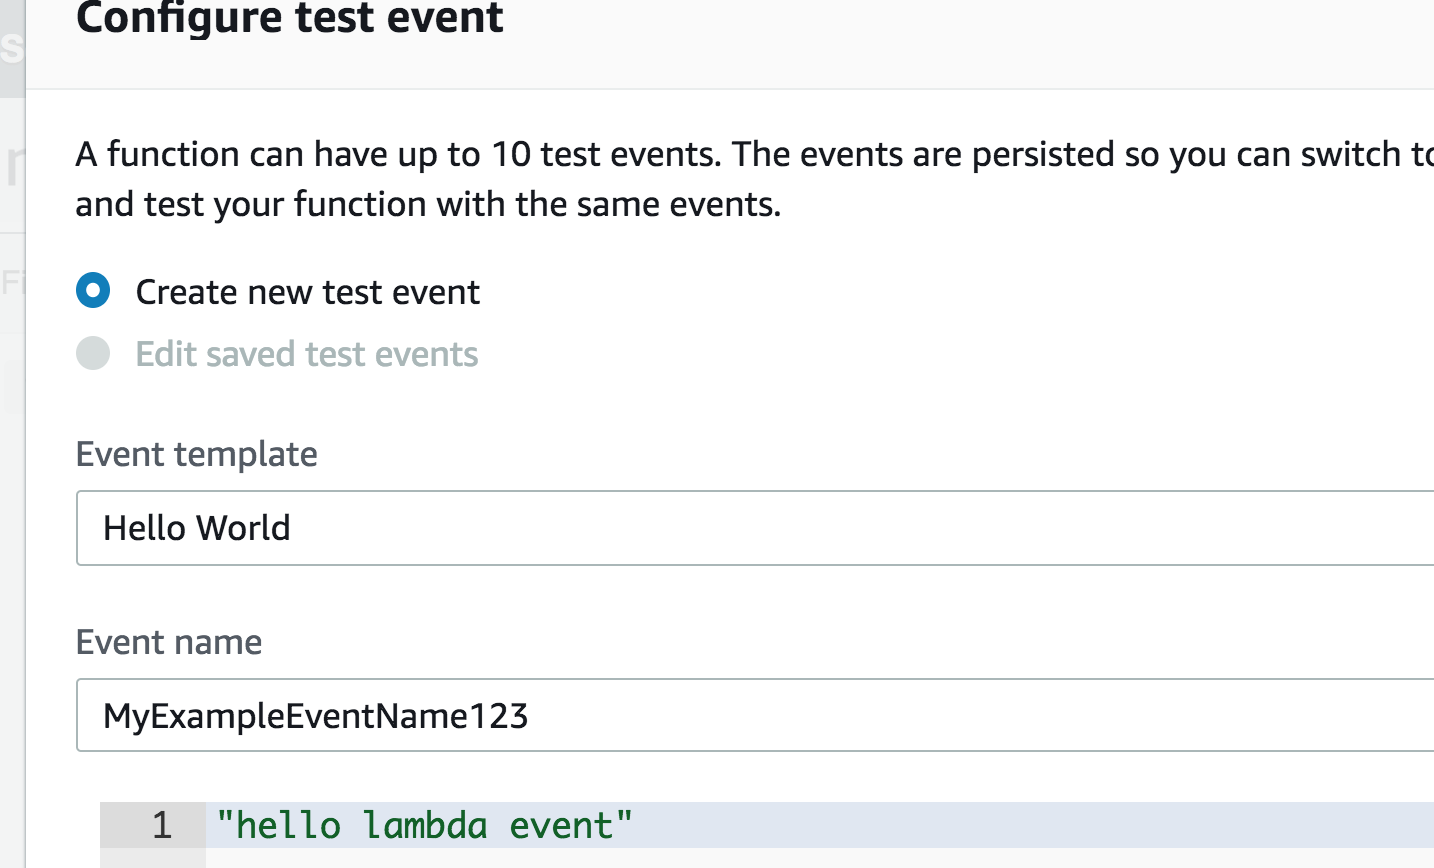 Configure test event
A function can have up to 10 test events. The events are persisted so you can switch
and test your function with the same events.
Create new test event
Edit saved test events
Event template
Hello World
Event name
MyExampleEventName123
1 "hello lambda event"